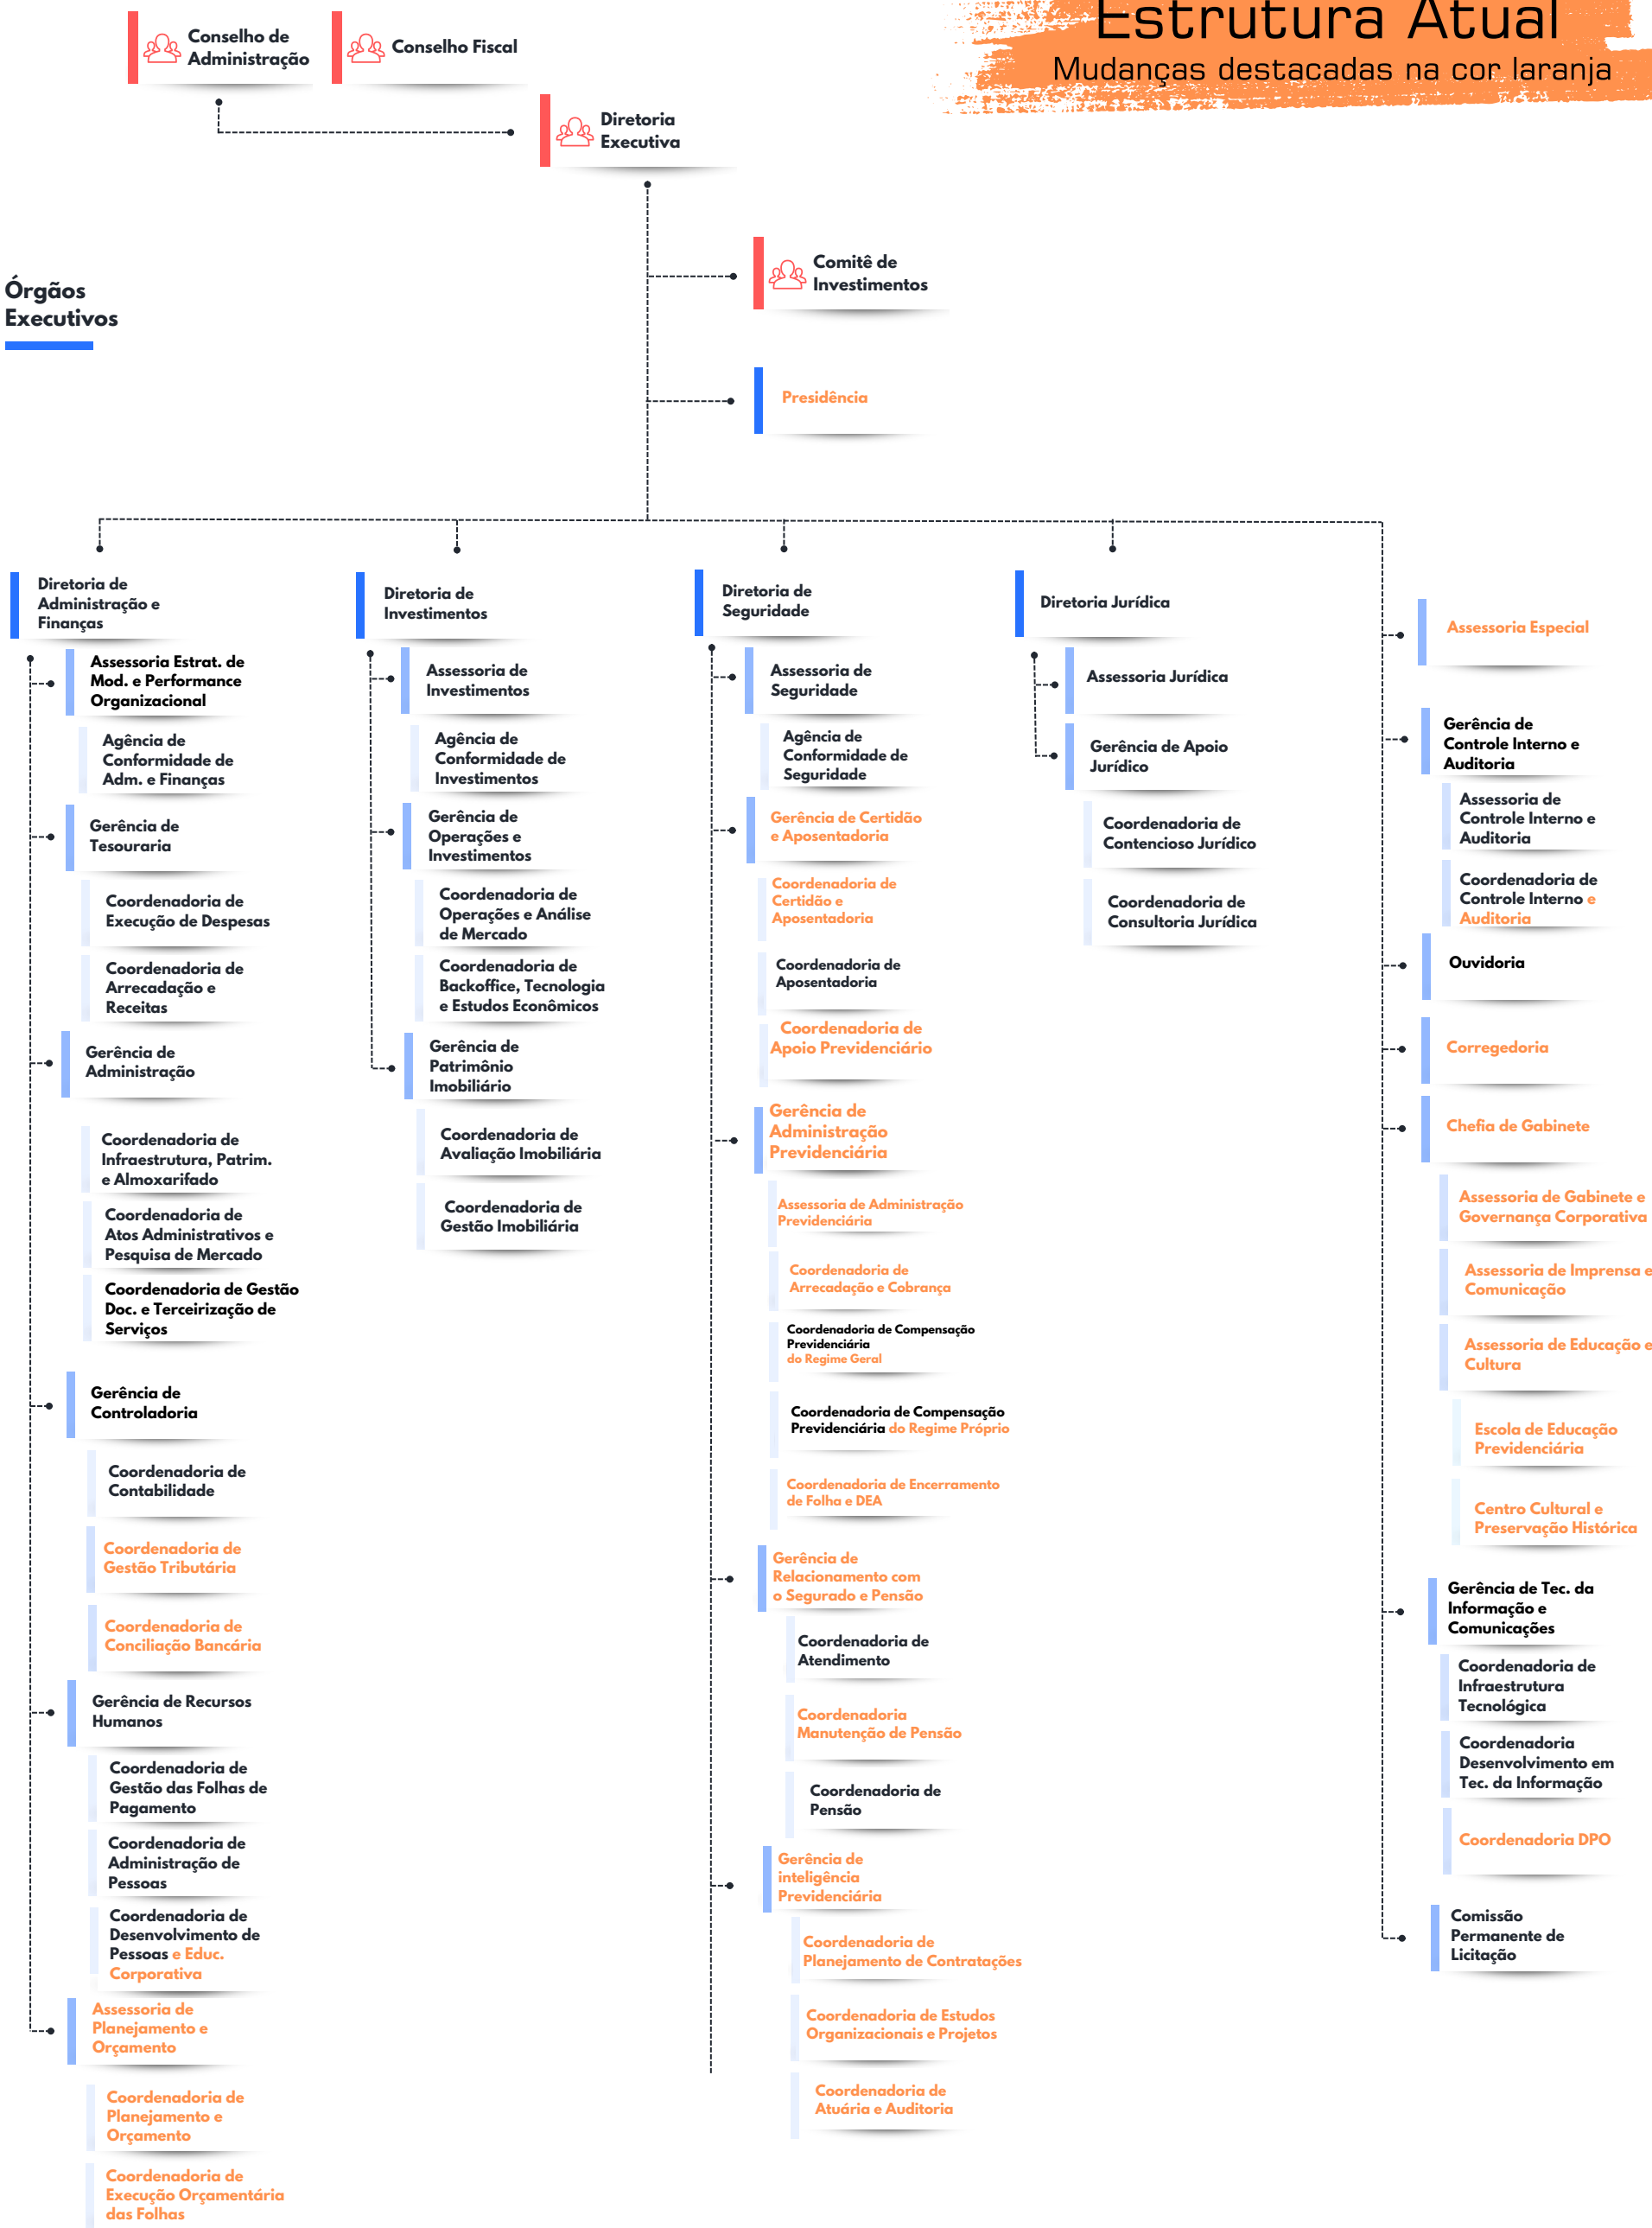 Estrutura Atual
Mudanças destacadas na cor laranja
Conselho de
Administração
Conselho Fiscal
Diretoria
Executiva
Comitê de
Investimentos
Órgãos
Executivos
Presidência
Diretoria de
Administração e
Finanças
Assessoria Estrat. de
Mod. e Performance
Organizacional
Agência de
Conformidade de
Adm. e Finanças
Gerência de
Tesouraria
Coordenadoria de
Execução de Despesas
Coordenadoria de
Arrecadação e
Receitas
Gerência de
Administração
Coordenadoria de
Infraestrutura, Patrim.
e Almoxarifado
Coordenadoria de
Atos Administrativos e
Pesquisa de Mercado
Coordenadoria de Gestão
Doc. e Terceirização de
Serviços
Gerência de
Controladoria
Coordenadoria de
Contabilidade
Coordenadoria de
Gestão Tributária
Coordenadoria de
Conciliação Bancária
Gerência de Recursos
Humanos
Coordenadoria de
Gestão das Folhas de
Pagamento
Coordenadoria de
Administração de
Pessoas
Coordenadoria de
Desenvolvimento de
Pessoas e Educ.
Corporativa
Assessoria de
Planejamento e
Orçamento
Coordenadoria de
Planejamento e
Orçamento
Coordenadoria de
Execução Orçamentária
das Folhas
Diretoria de
Investimentos
Assessoria de
Investimentos
Agência de
Conformidade de
Investimentos
Gerência de
Operações e
Investimentos
Coordenadoria de
Operações e Análise
de Mercado
Coordenadoria de
Backoffice, Tecnologia
e Estudos Econômicos
Gerência de
Patrimônio
Imobiliário
Coordenadoria de
Avaliação Imobiliária
Coordenadoria de
Gestão Imobiliária
Diretoria de
Seguridade
Assessoria de
Seguridade
Agência de
Conformidade de
Seguridade
Gerência de Certidão
e Aposentadoria
Coordenadoria de
Certidão e
Aposentadoria
Coordenadoria de
Aposentadoria
Coordenadoria de
Apoio Previdenciário
Gerência de
Administração
Previdenciária
Assessoria de Administração
Previdenciária
Coordenadoria de
Arrecadação e Cobrança
Coordenadoria de Compensação
Previdenciária
do Regime Geral
Coordenadoria de Compensação
Previdenciária do Regime Próprio
Coordenadoria de Encerramento
de Folha e DEA
Gerência de
Relacionamento com
o Segurado e Pensão
Coordenadoria de
Atendimento
Coordenadoria
Manutenção de Pensão
Coordenadoria de
Pensão
Gerência de
inteligência
Previdenciária
Coordenadoria de
Planejamento de Contratações
Coordenadoria de Estudos
Organizacionais e Projetos
Coordenadoria de
Atuária e Auditoria
Diretoria Jurídica
Assessoria Jurídica
Gerência de Apoio
Jurídico
Coordenadoria de
Contencioso Jurídico
Coordenadoria de
Consultoria Jurídica
Assessoria Especial
Gerência de
Controle Interno e
Auditoria
Assessoria de
Controle Interno e
Auditoria
Coordenadoria de
Controle Interno e
Auditoria
Ouvidoria
Corregedoria
Chefia de Gabinete
Assessoria de Gabinete e
Governança Corporativa
Assessoria de Imprensa e
Comunicação
Assessoria de Educação e
Cultura
Escola de Educação
Previdenciária
Centro Cultural e
Preservação Histórica
Gerência de Tec. da
Informação e
Comunicações
Coordenadoria de
Infraestrutura
Tecnológica
Coordenadoria
Desenvolvimento em
Tec. da Informação
Coordenadoria DPO
Comissão
Permanente de
Licitação